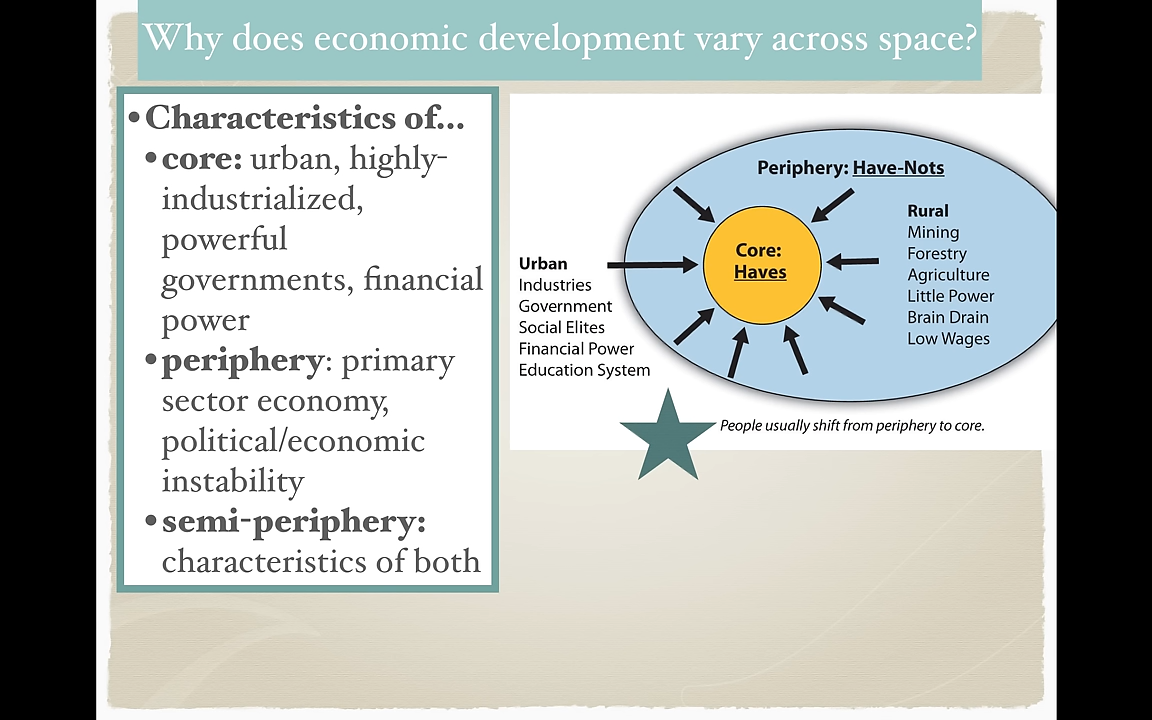 Why does economic development vary across space?
•Characteristics of...
•core: urban, highly-
industrialized,
powerful
governments, financial
power
•periphery: primary
sector economy,
political/economic
instability
•semi-periphery:
characteristics of both
Periphery: Have-Nots
Core:
Haves
Urban
Industries
Government
Social Elites
Financial Power
Education System
Rural
Mining
Forestry
Agriculture
Little Power
Brain Drain
Low Wages
People usually shift from periphery to core.